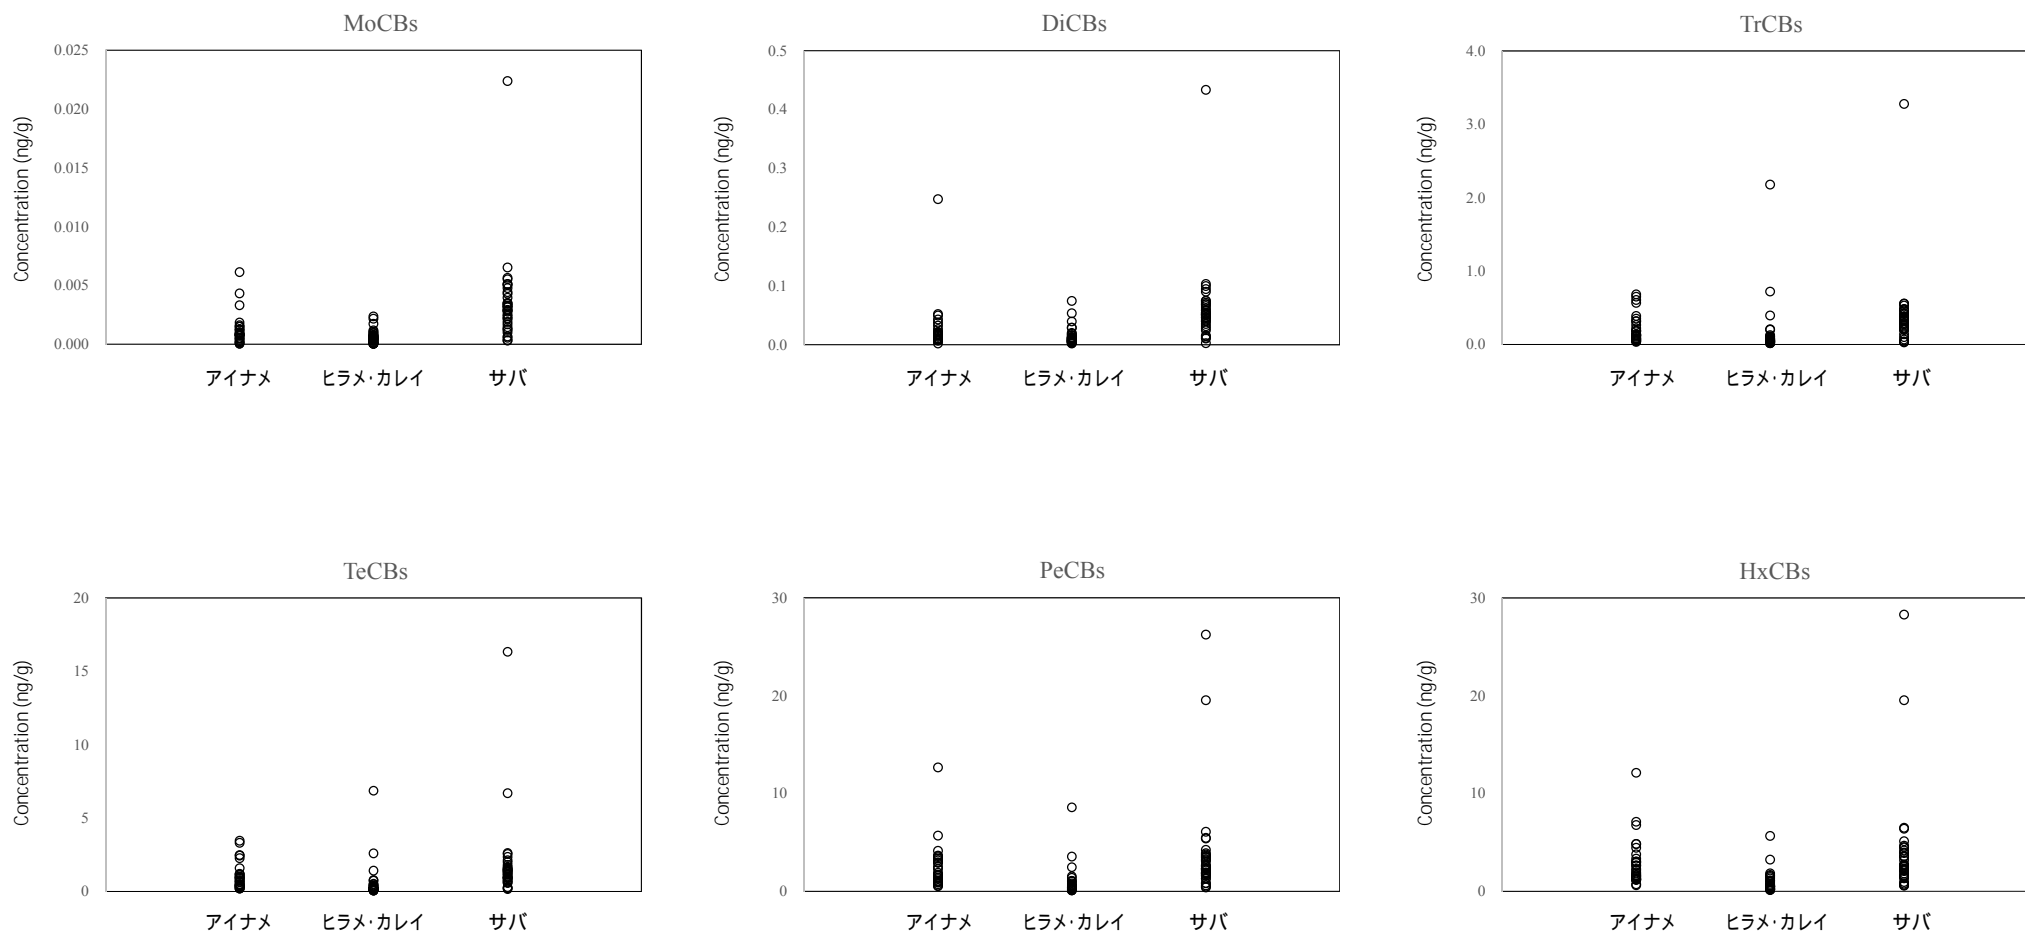 MoCBs
Concentration (ng/g)
0.025
0.020
0.015
0.010
0.005
0.000
アイナメ
ヒラメ・カレイ
サバ
DiCBs
Concentration (ng/g)
0.5
0.4
0.3
0.2
0.1
0.0
アイナメ
ヒラメ・カレイ
サバ
TrCBs
Concentration (ng/g)
4.0
3.0
2.0
1.0
0.0
アイナメ
ヒラメ・カレイ
サバ
TeCBs
Concentration (ng/g)
20
15
10
5
0
アイナメ
ヒラメ・カレイ
サバ
PeCBs
Concentration (ng/g)
30
20
10
0
アイナメ
ヒラメ・カレイ
サバ
HxCBs
Concentration (ng/g)
30
20
10
0
アイナメ
ヒラメ・カレイ
サバ